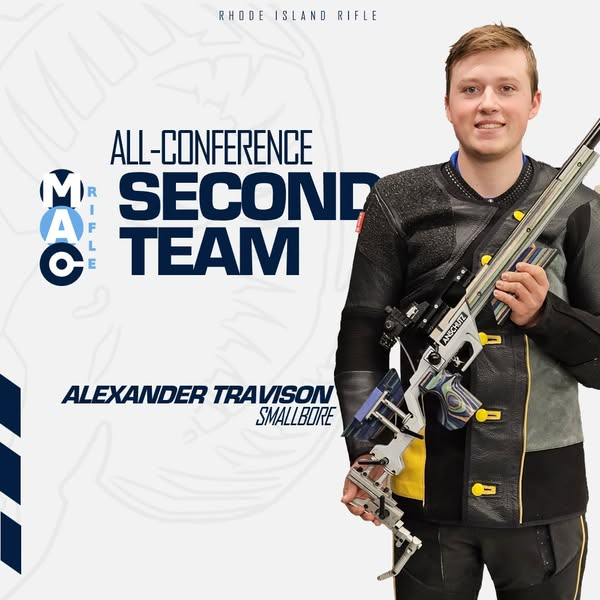 RHODE ISLAND RIFLE
ALL-CONFERENCE
SECOND
TEAM
MAC
RIFLE
ALEXANDER TRAVISON
SMALLBORE
ANSCHÜTZ